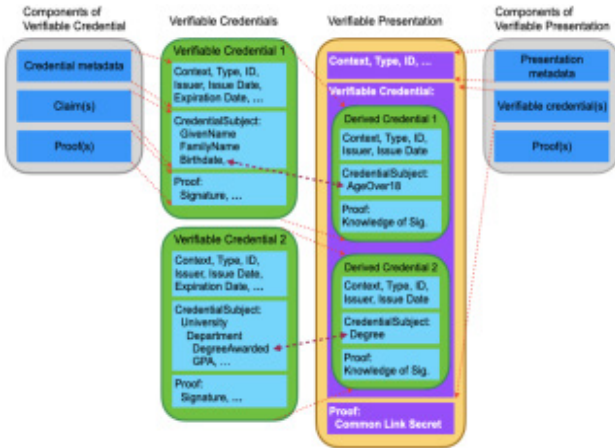 Components of
Verifiable Credential
Credential metadata
Claim(s)
Proof(s)
Verifiable Credentials
Verifiable Credential 1
Context, Type, ID,
Issuer, Issue Date,
Expiration Date, ...
CredentialSubject:
GivenName
FamilyName
Birthdate,
Proof:
Signature, ...
Verifiable Credential 2
Context, Type, ID,
Issuer, Issue Date,
Expiration Date, ...
CredentialSubject:
University
Department
DegreeAwarded
GPA, ...
Proof:
Signature, ...
Verifiable Presentation
Context, Type, ID, ...
Verifiable Credential:
Derived Credential 1
Context, Type, ID,
Issuer, Issue Date
CredentialSubject:
AgeOver18
Proof:
Knowledge of Sig.
Derived Credential 2
Context, Type, ID,
Issuer, Issue Date
CredentialSubject:
Degree
Proof:
Knowledge of Sig.
Proof:
Common Link Secret
Components of
Verifiable Presentation
Presentation
metadata
Verifiable credential(s)
Proof(s)